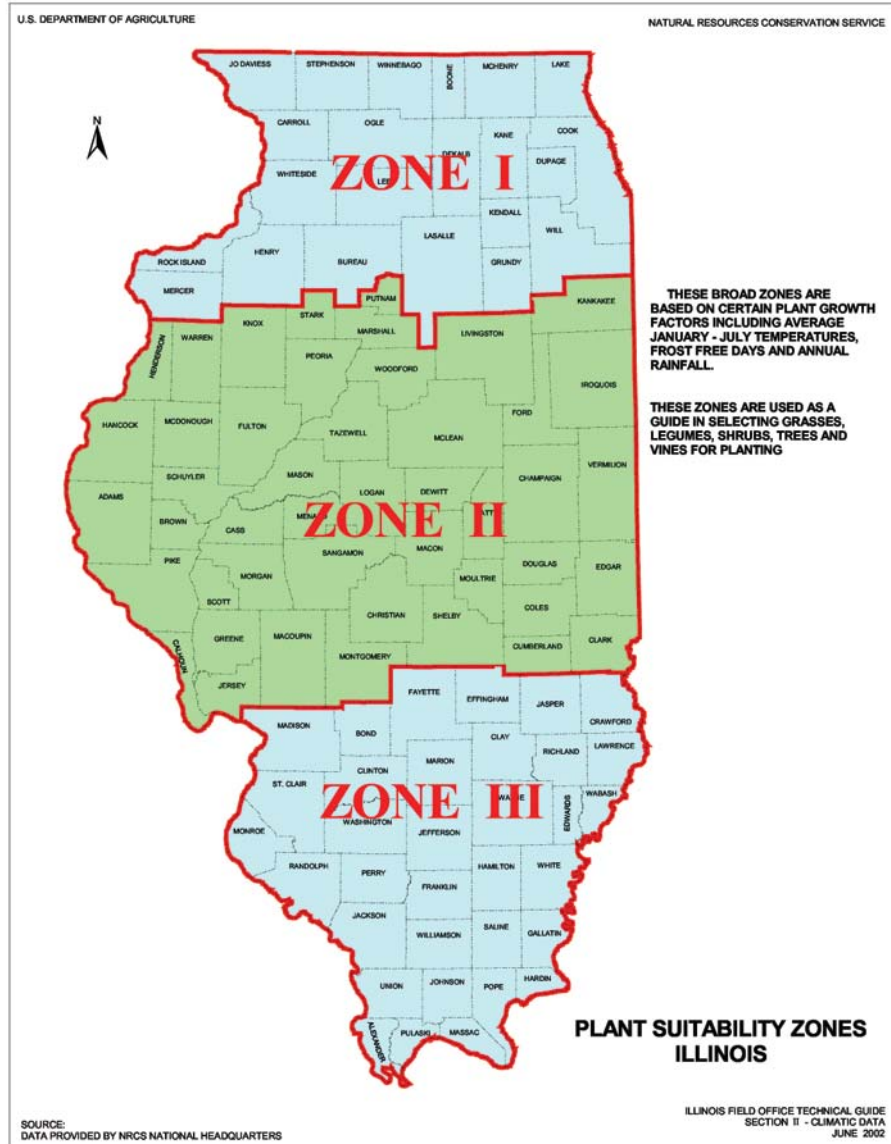 U.S. DEPARTMENT OF AGRICULTURE
NATURAL RESOURCES CONSERVATION SERVICE
JO DAVIESS
STEPHENSON
WINNEBAGO
BOONE
MCHENRY
LAKE
N
CARROLL
OGLE
DEKALB
KANE
COOK
DUPAGE
WHITESIDE
LEE
ZONE I
KENDALL
WILL
LASALLE
HENRY
BUREAU
GRUNDY
ROCK ISLAND
MERCER
PUTNAM
KANKAKEE
STARK
KNOX
MARSHALL
LIVINGSTON
WARREN
HENDERSON
PEORIA
WOODFORD
IROQUOIS
THESE BROAD ZONES ARE
BASED ON CERTAIN PLANT GROWTH
FACTORS INCLUDING AVERAGE
JANUARY - JULY TEMPERATURES,
FROST FREE DAYS AND ANNUAL
RAINFALL.
THESE ZONES ARE USED AS A
GUIDE IN SELECTING GRASSES,
LEGUMES, SHRUBS, TREES AND
VINES FOR PLANTING
HANCOCK
MCDONOUGH
FULTON
TAZEWELL
MCLEAN
FORD
SCHUYLER
MASON
CHAMPAIGN
VERMILION
ADAMS
LOGAN
DEWITT
BROWN
CASS
ZONE II
SANGAMON
MACON
PIKE
MORGAN
MOULTRIE
DOUGLAS
EDGAR
SCOTT
CHRISTIAN
SHELBY
COLES
GREENE
MACOUPIN
CUMBERLAND
CLARK
CALHOUN
MONTGOMERY
JERSEY
FAYETTE
EFFINGHAM
JASPER
CRAWFORD
MADISON
BOND
CLAY
RICHLAND
LAWRENCE
MARION
CLINTON
ST. CLAIR
ZONE III
WABASH
EDWARDS
WASHINGTON
MONROE
JEFFERSON
RANDOLPH
PERRY
HAMILTON
WHITE
FRANKLIN
JACKSON
WILLIAMSON
SALINE
GALLATIN
UNION
JOHNSON
POPE
HARDIN
ALEXANDER
PULASKI
MASSAC
PLANT SUITABILITY ZONES
ILLINOIS
SOURCE:
DATA PROVIDED BY NRCS NATIONAL HEADQUARTERS
ILLINOIS FIELD OFFICE TECHNICAL GUIDE
SECTION II - CLIMATIC DATA
JUNE 2002